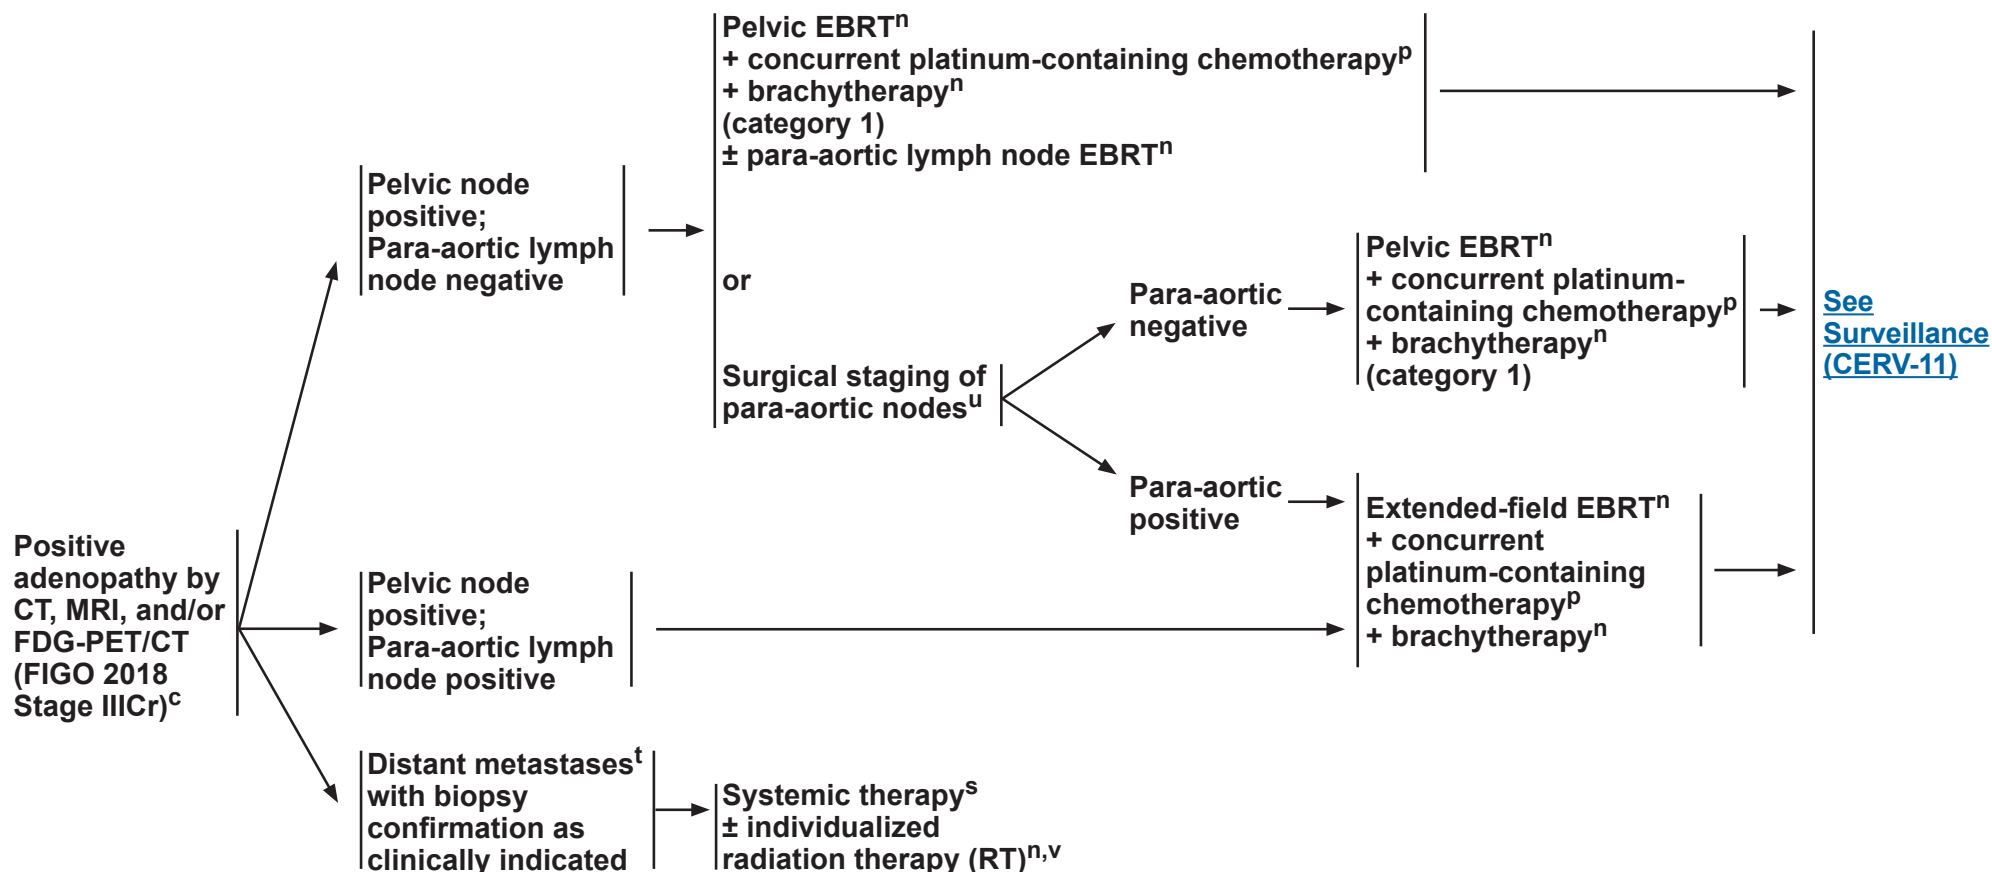 Positive
adenopathy by
CT, MRI, and/or
FDG-PET/CT
(FIGO 2018
Stage IIICr)c
Pelvic node
positive;
Para-aortic lymph
node negative
Pelvic EBRTn
+ concurrent platinum-containing chemotherapyp
+ brachytherapyn
(category 1)
± para-aortic lymph node EBRTn
or
Surgical staging of
para-aortic nodesu
Para-aortic
negative
Pelvic EBRTn
+ concurrent platinum-
containing chemotherapyp
+ brachytherapyn
(category 1)
Para-aortic
positive
Extended-field EBRTn
+ concurrent
platinum-containing
chemotherapyp
+ brachytherapyn
Pelvic node
positive;
Para-aortic lymph
node positive
Distant metastasest
with biopsy
confirmation as
clinically indicated
Systemic therapys
± individualized
radiation therapy (RT)n,v
See
Surveillance
(CERV-11)